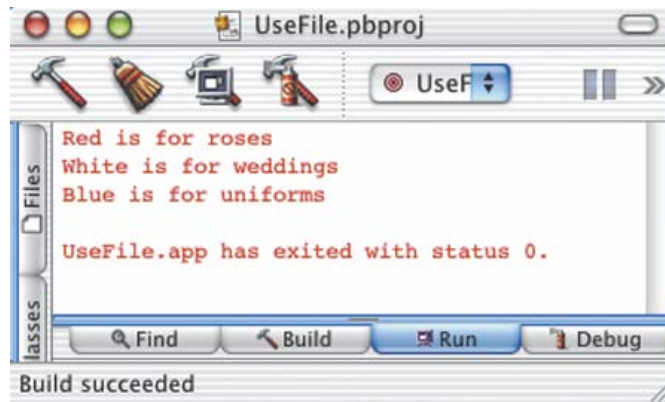 UseFile.pbproj
UseF
Files
Red is for roses
White is for weddings
Blue is for uniforms
UseFile.app has exited with status 0.
lasses
Find
Build
Run
Debug
Build succeeded